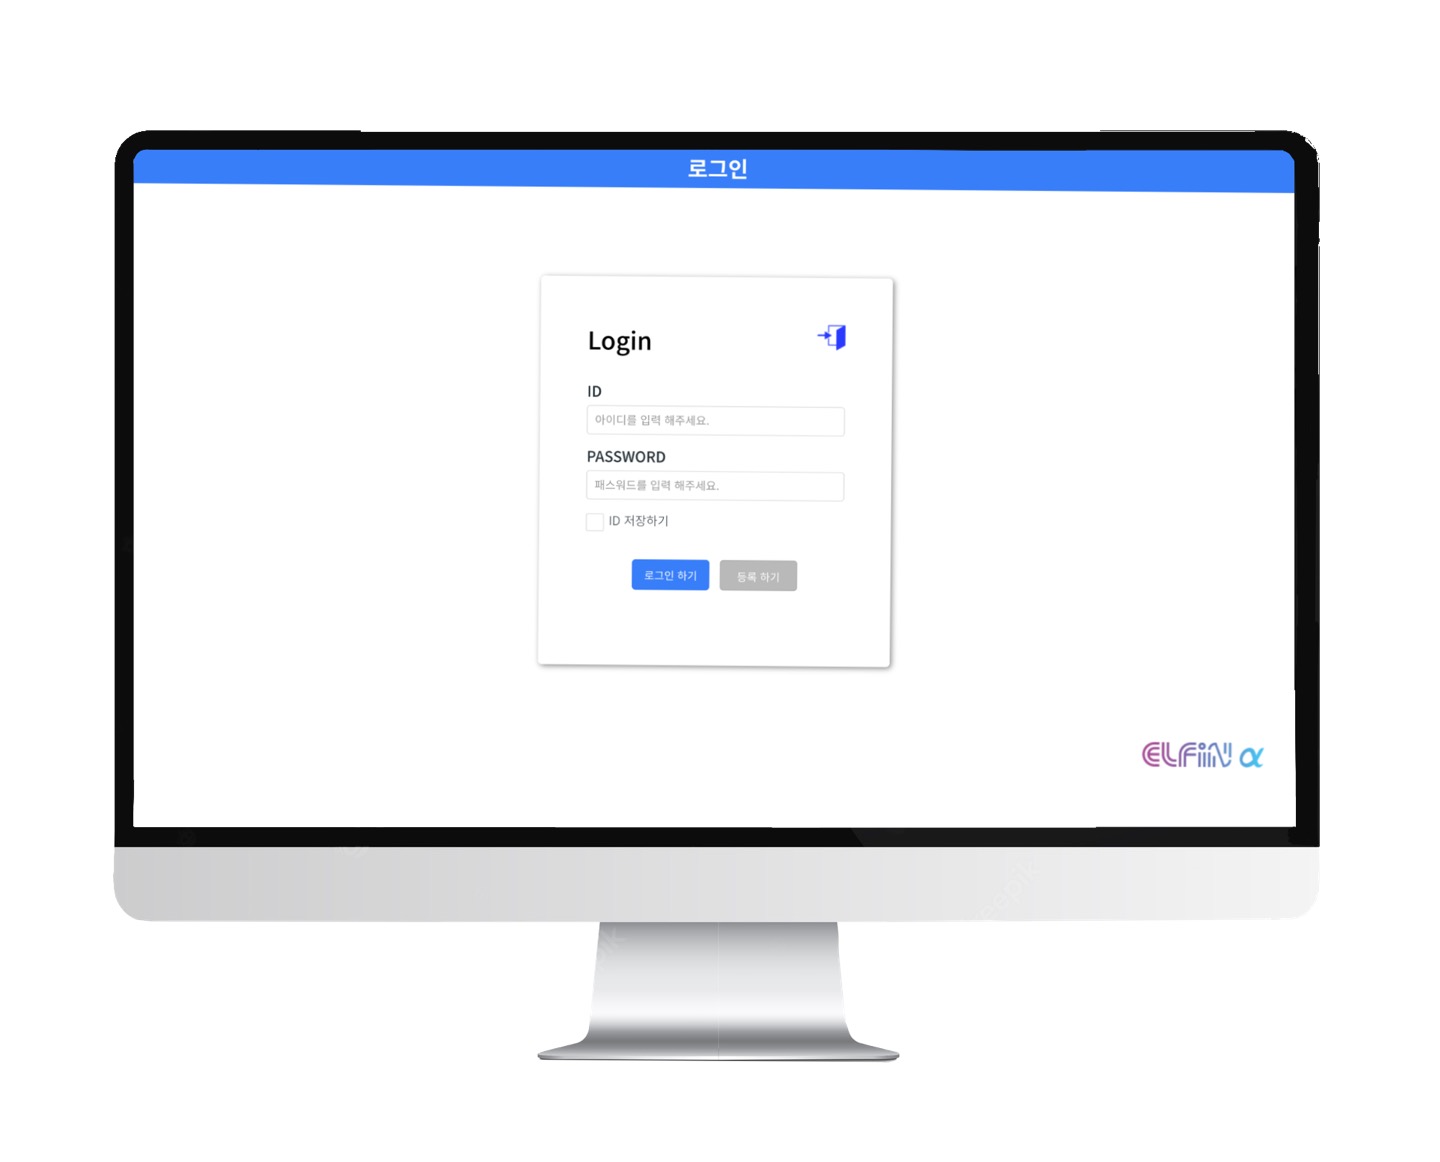 로그인
Login
ID
아이디를 입력 해주세요.
PASSWORD
패스워드를 입력 해주세요.
ID 저장하기
로그인 하기 등록 하기
ELFiN α